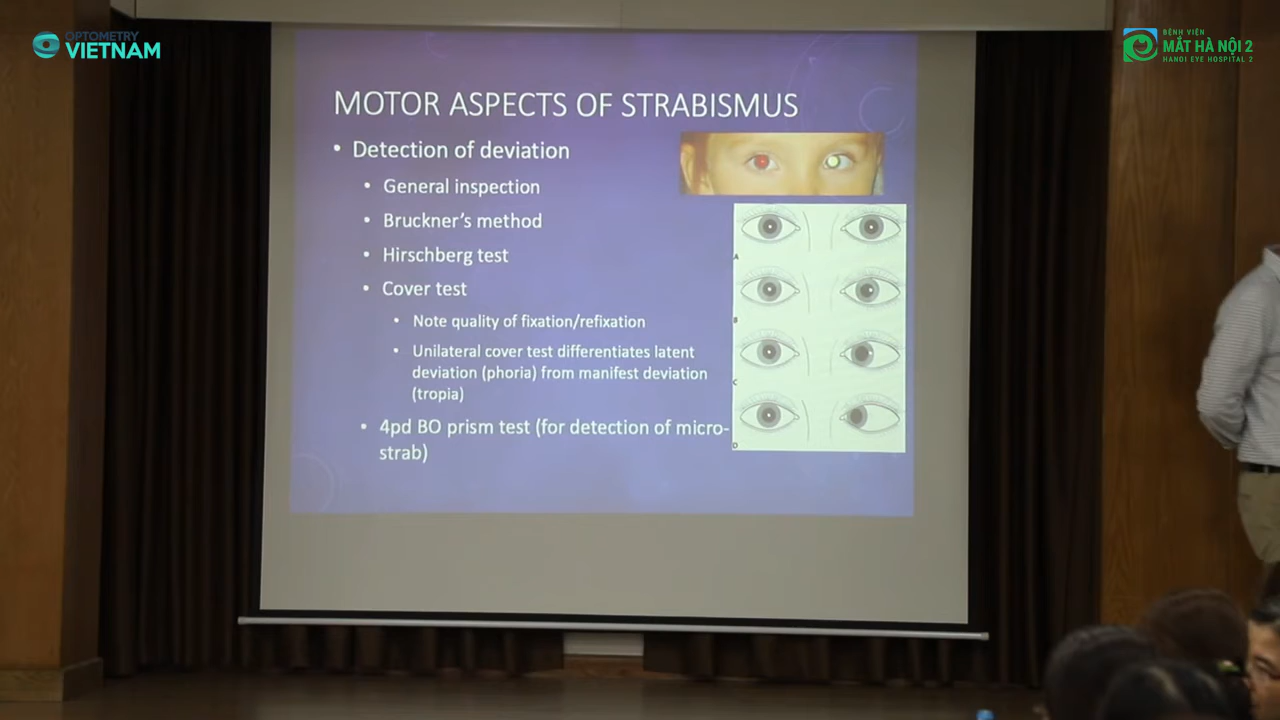 OPTOMETRY
VIETNAM
BỆNH VIỆN
MẮT HÀ NỘI 2
HANOI EYE HOSPITAL 2
MOTOR ASPECTS OF STRABISMUS
• Detection of deviation
• General inspection
• Bruckner's method
• Hirschberg test
• Cover test
• Note quality of fixation/refixation
• Unilateral cover test differentiates latent
deviation (phoria) from manifest deviation
(tropia)
• 4pd BO prism test (for detection of micro-
strab)
A
B
C
D